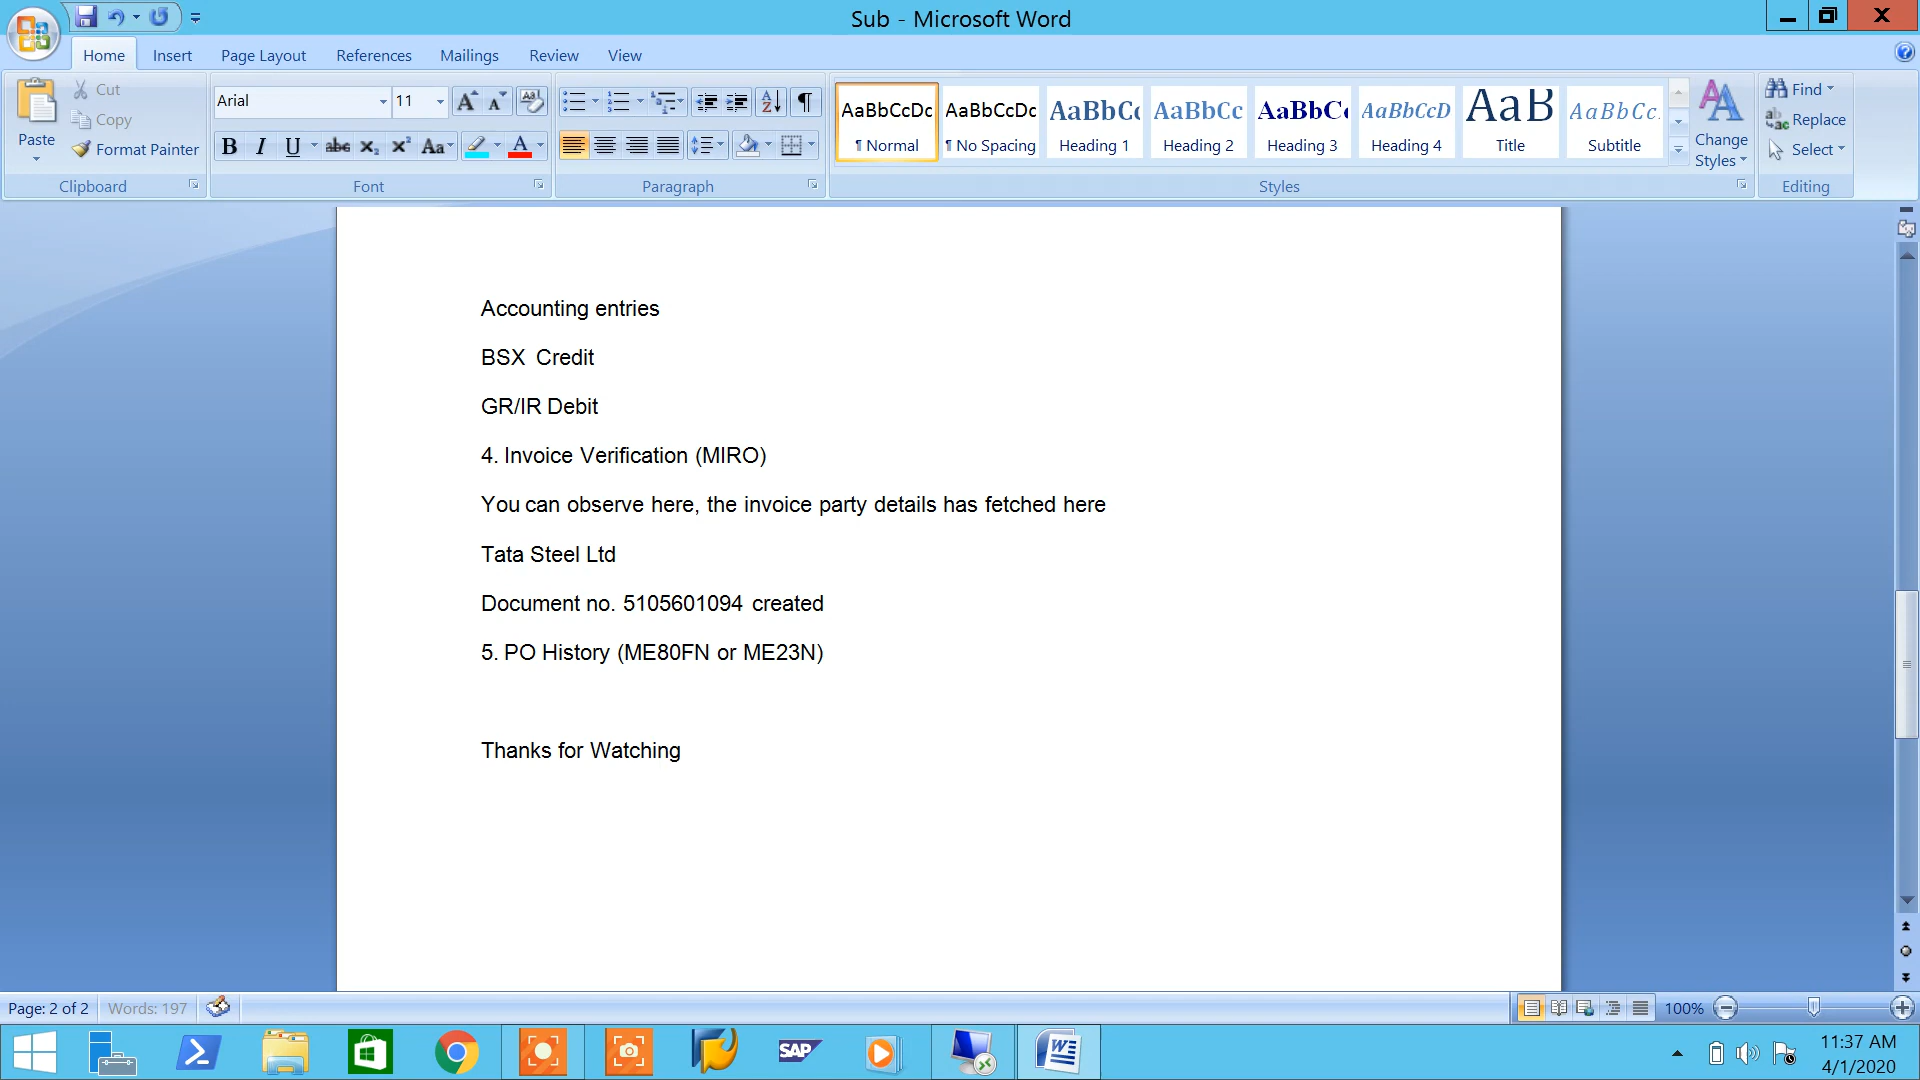 Sub - Microsoft Word
Home Insert Page Layout References Mailings Review View
Paste
Cut
Copy
Format Painter
Clipboard
Arial 11
Font
Paragraph
AaBbCcDc AaBbCcDc AaBbCc AaBbCc AaBbCc AaBbCcD AaB AaBbCc.
¶ Normal ¶ No Spacing Heading 1 Heading 2 Heading 3 Heading 4 Title Subtitle
Change Styles
Styles
Find
Replace
Select
Editing
Accounting entries
BSX Credit
GR/IR Debit
4. Invoice Verification (MIRO)
You can observe here, the invoice party details has fetched here
Tata Steel Ltd
Document no. 5105601094 created
5. PO History (ME80FN or ME23N)
Thanks for Watching
Page: 2 of 2 Words: 197 100%
SAP
11:37 AM
4/1/2020